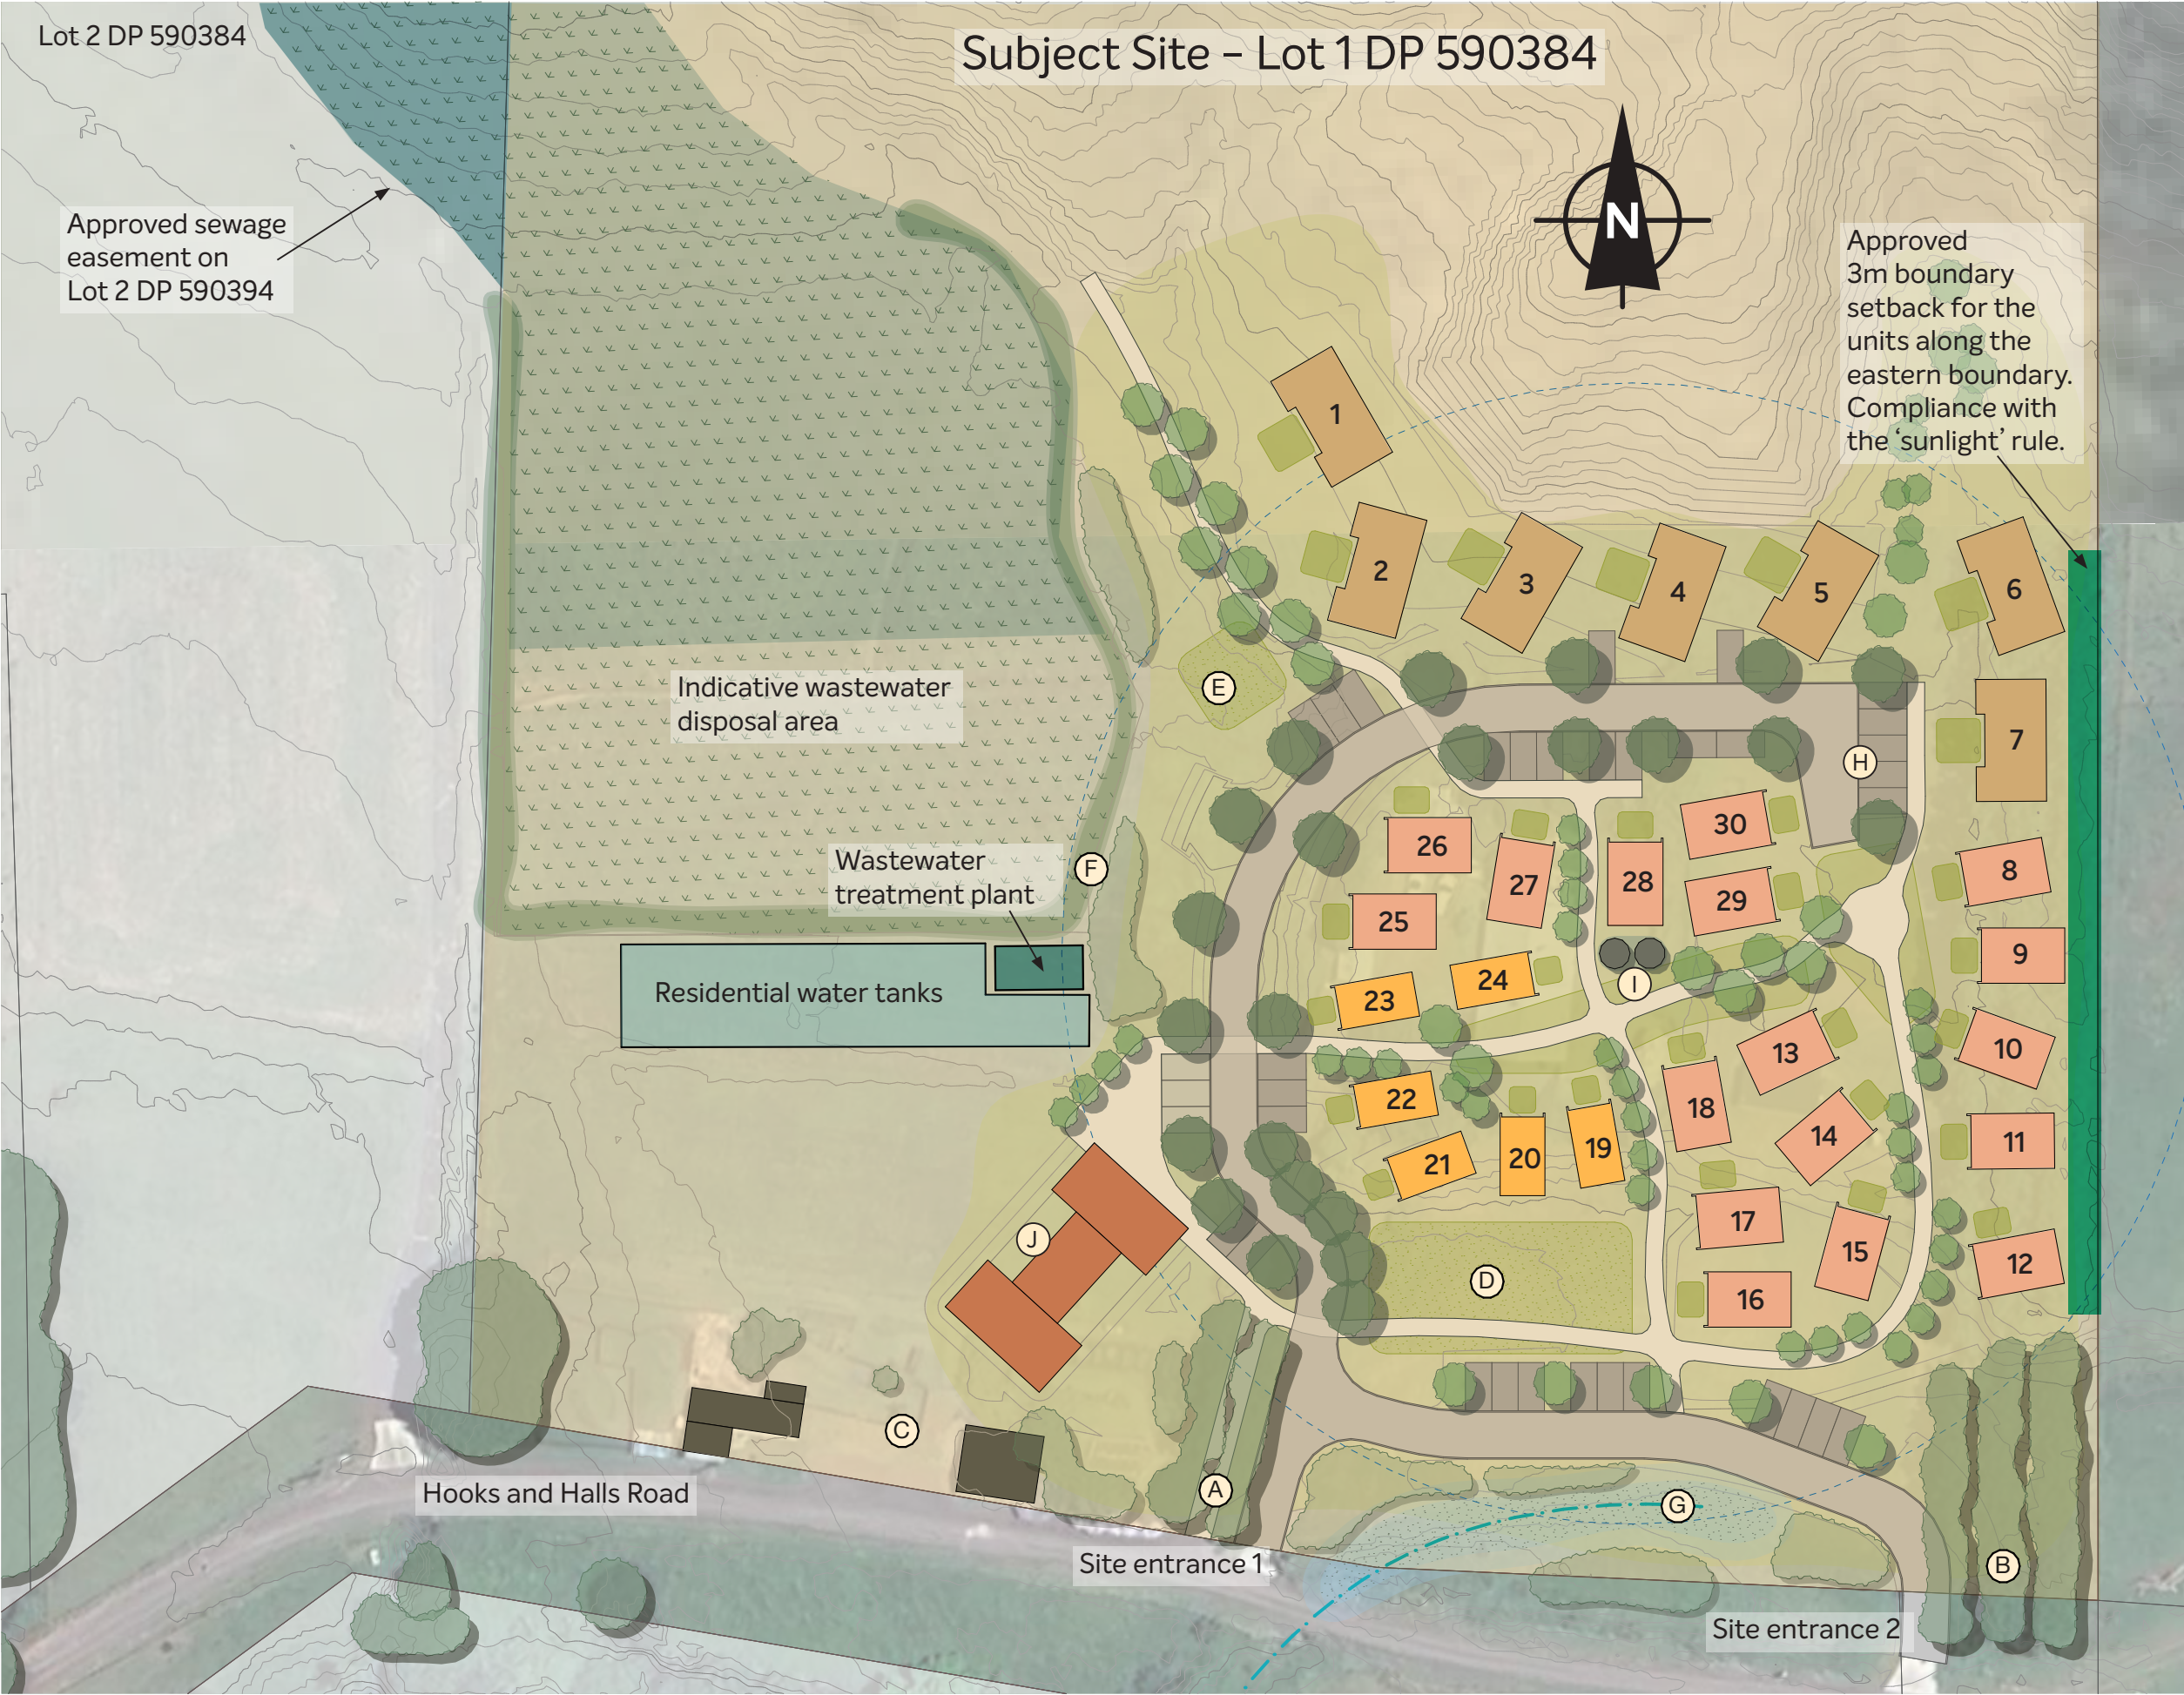 Lot 2 DP 590384
Subject Site – Lot 1 DP 590384
N
Approved sewage
easement on
Lot 2 DP 590394
Approved
3m boundary
setback for the
units along the
eastern boundary.
Compliance with
the ‘sunlight’ rule.
1
2
3
4
5
6
E
Indicative wastewater
disposal area
7
H
26
27
28
30
29
8
Wastewater
treatment plant
F
25
9
24
23
I
Residential water tanks
10
13
22
18
14
11
21
20
19
17
15
12
J
D
16
C
A
G
B
Hooks and Halls Road
Site entrance 1
Site entrance 2